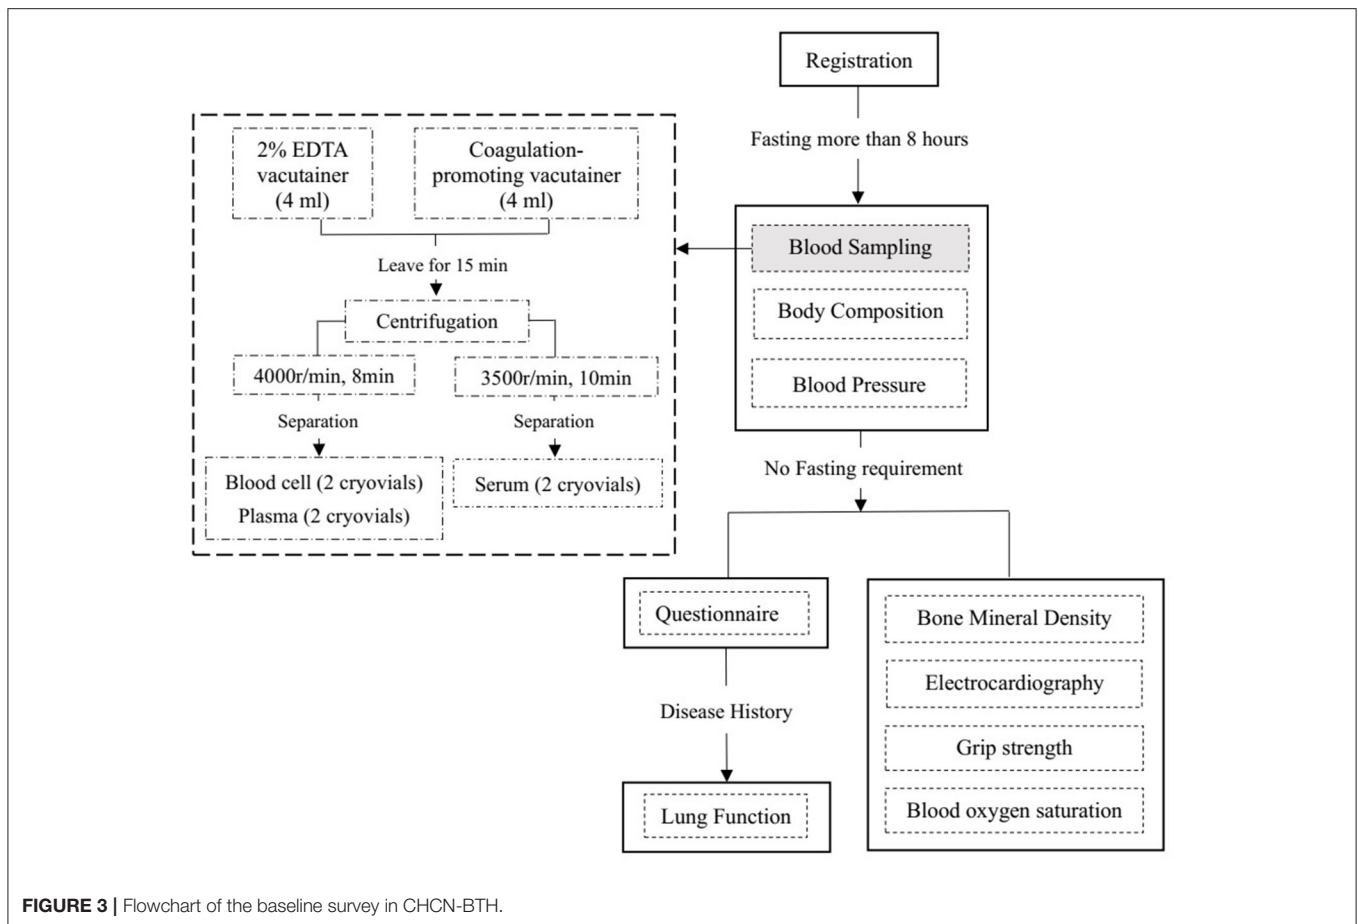 Registration
Fasting more than 8 hours
2% EDTA
vacutainer
(4 ml)
Coagulation-
promoting vacutainer
(4 ml)
Leave for 15 min
Centrifugation
4000r/min, 8min
3500r/min, 10min
Separation
Separation
Blood cell (2 cryovials)
Plasma (2 cryovials)
Serum (2 cryovials)
Blood Sampling
Body Composition
Blood Pressure
No Fasting requirement
Questionnaire
Disease History
Lung Function
Bone Mineral Density
Electrocardiography
Grip strength
Blood oxygen saturation
FIGURE 3 | Flowchart of the baseline survey in CHCN-BTH.